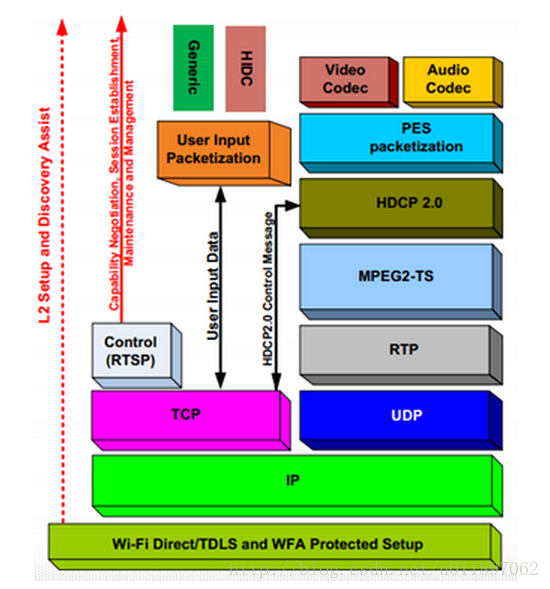 L2 Setup and Discovery Assist
Capability Negotiation, Session Establishment,
Maintenannce and Management
Generic
HIDC
Video
Codec
Audio
Codec
User Input
Packetization
PES
packetization
HDCP 2.0
User Input Data
HDCP2.0 Control Message
MPEG2-TS
Control
(RTSP)
RTP
TCP
UDP
IP
Wi-Fi Direct/TDLS and WFA Protected Setup
http://blog.csdn.net/u011897062